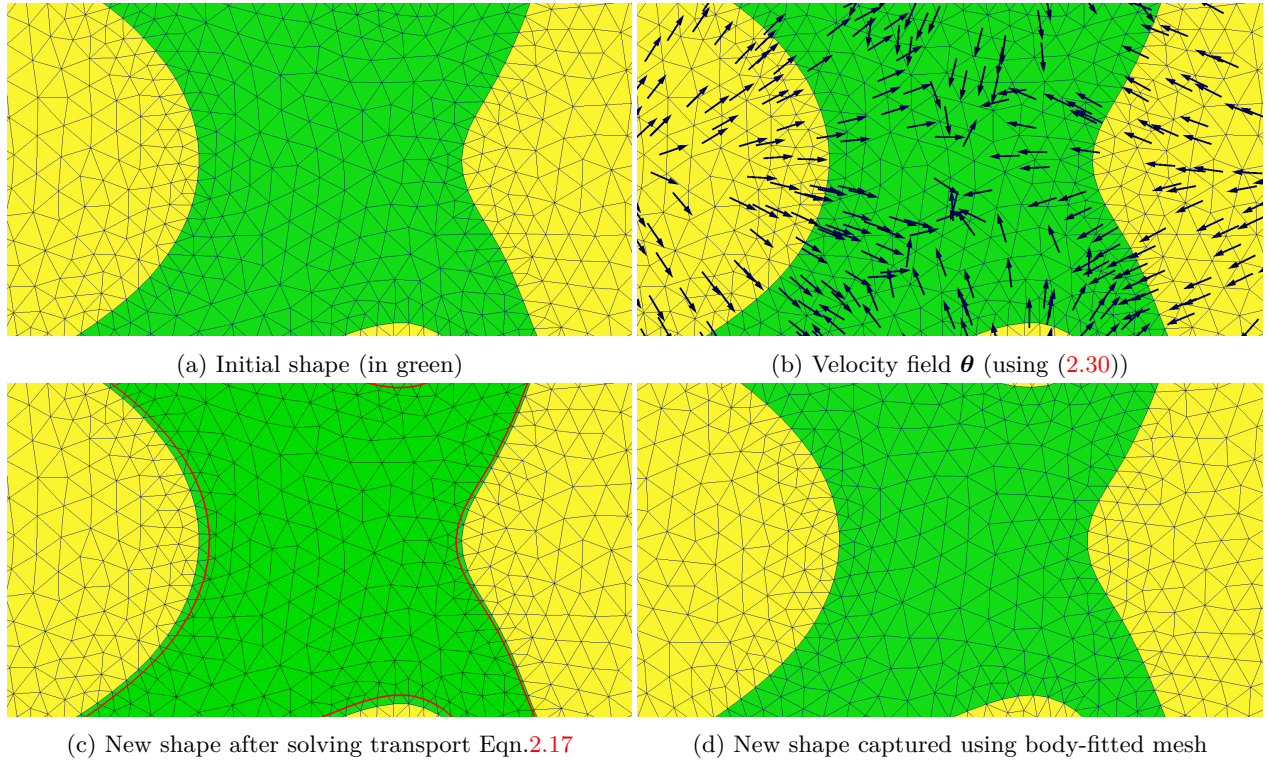 (a) Initial shape (in green)
(b) Velocity field θ (using (2.30))
(c) New shape after solving transport Eqn.2.17
(d) New shape captured using body-fitted mesh